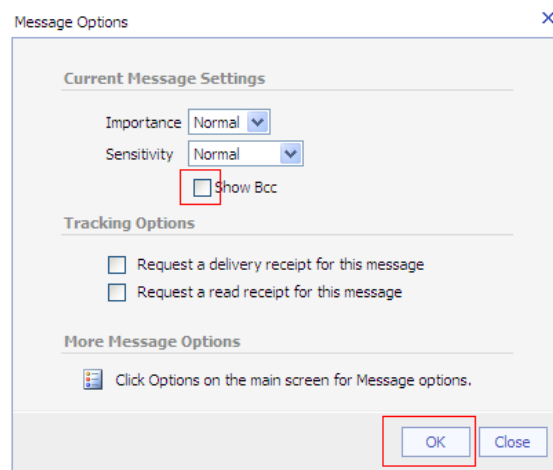 Message Options
Current Message Settings
Importance Normal
Sensitivity Normal
Show Bcc
Tracking Options
Request a delivery receipt for this message
Request a read receipt for this message
More Message Options
Click Options on the main screen for Message options.
OK Close